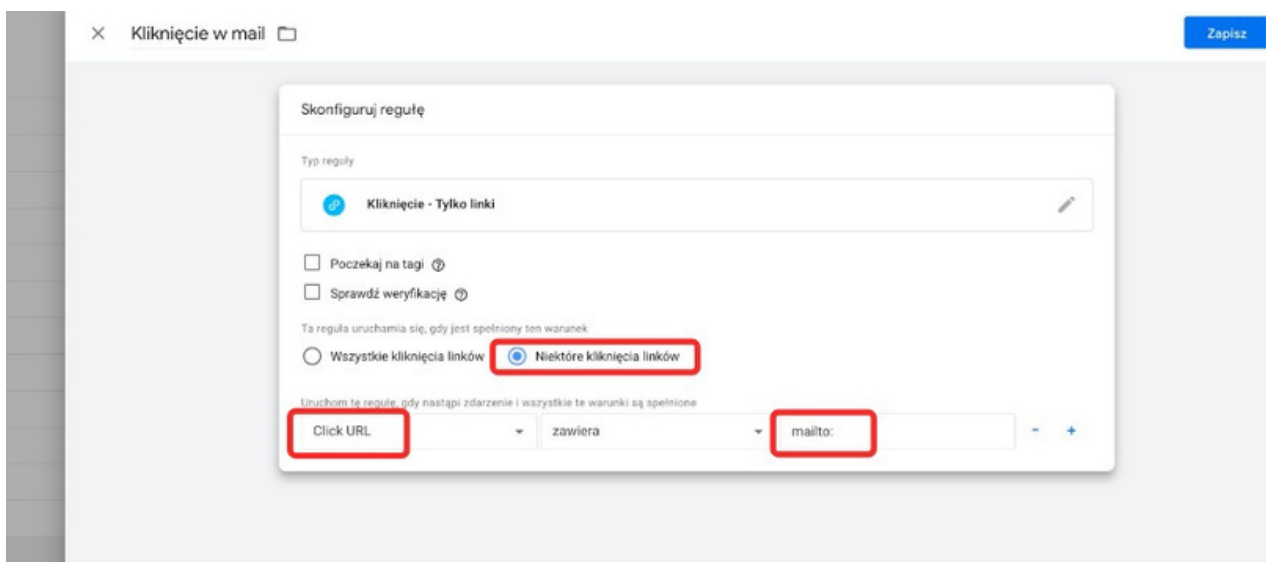 Kliknięcie w mail
Zapisz
Skonfiguruj regułę
Typ reguły
Kliknięcie - Tylko linki
Poczekaj na tagi
Sprawdź weryfikację
Ta reguła uruchamia się, gdy jest spełniony ten warunek
Wszystkie kliknięcia linków Niektóre kliknięcia linków
Uruchom tę regułę, gdy nastąpi zdarzenie i wszystkie te warunki są spełnione
Click URL zawiera mailto: - +